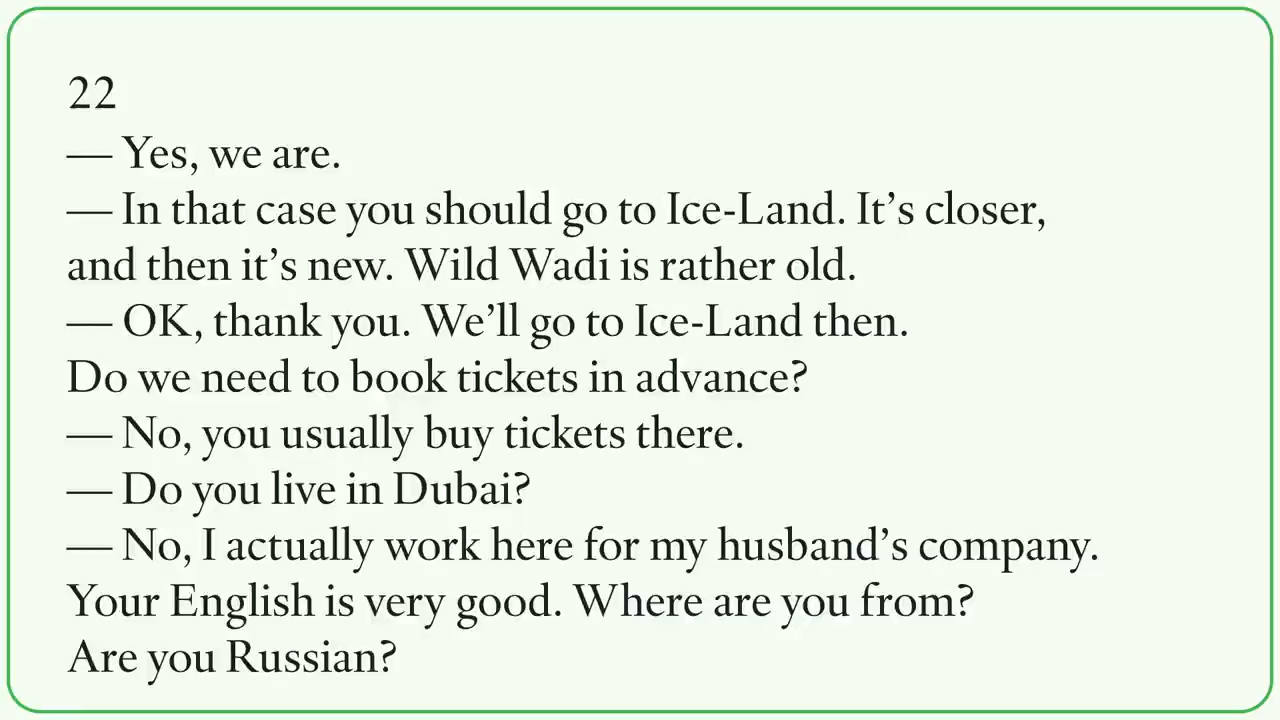 22
— Yes, we are.
— In that case you should go to Ice-Land. It’s closer,
and then it’s new. Wild Wadi is rather old.
— OK, thank you. We’ll go to Ice-Land then.
Do we need to book tickets in advance?
— No, you usually buy tickets there.
— Do you live in Dubai?
— No, I actually work here for my husband’s company.
Your English is very good. Where are you from?
Are you Russian?